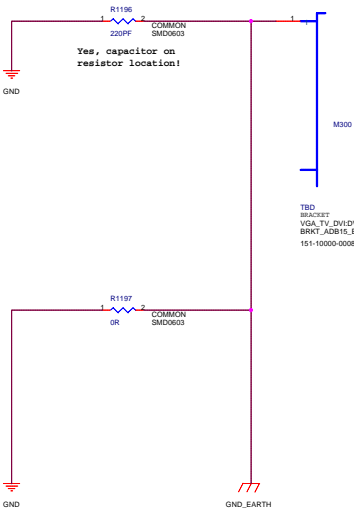 R1196
1
2
COMMON
SMD0603
220PF
1
1
Yes, capacitor on
resistor location!
GND
M300
TBD
BRACKET
VGA_TV_DVI:DV
BRKT_ADB15_E
151-10000-0008
R1197
1
2
COMMON
SMD0603
0R
GND
GND_EARTH